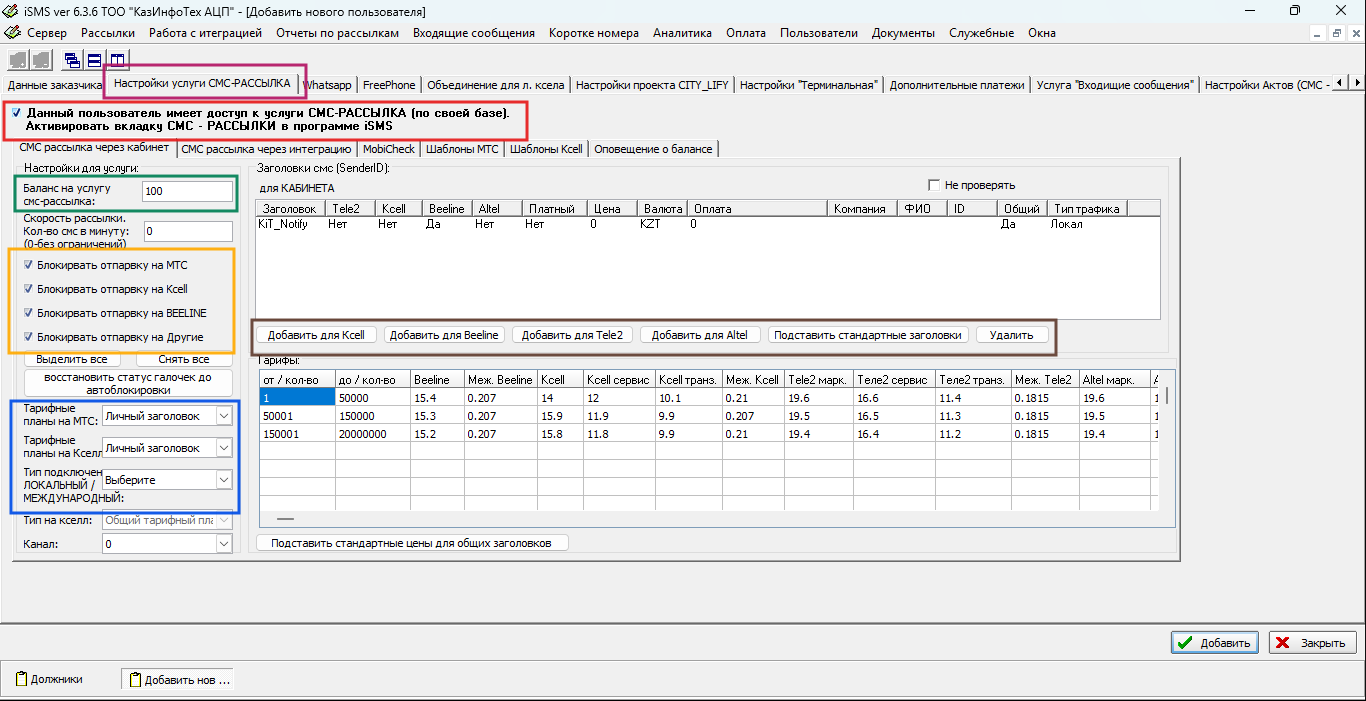 iSMS ver 6.3.6 ТОО "КазИнфоТех АЦП" - [Добавить нового пользователя]
Сервер Рассылки Работа с итеграцией Отчеты по рассылкам Входящие сообщения Коротке номера Аналитика Оплата Пользователи Документы Служебные Окна
Данные заказчика Настройки услуги СМС-РАССЫЛКА Whatsapp FreePhone Объединение для л. ксела Настройки проекта CITY_LIFY Настройки "Терминальная" Дополнительные платежи Услуга "Входящие сообщения" Настройки Актов (СМС -
Данный пользователь имеет доступ к услуги СМС-РАССЫЛКА (по своей базе).
Активировать вкладку СМС - РАССЫЛКИ в программе iSMS
СМС рассылка через кабинет СМС рассылка через интеграцию MobiCheck Шаблоны МТС Шаблоны Kcell Оповещение о балансе
Настройки для услуги:
Баланс на услугу
смс-рассылка:
100
Скорость рассылки.
Кол-во смс в минуту:
(0-без ограничений)
0
Блокирвать отпарвку на МТС
Блокирвать отпарвку на Kcell
Блокирвать отпарвку на BEELINE
Блокирвать отпарвку на Другие
Выделить все Снять все
восстановить статус галочек до
автоблокировки
Тарифные
планы на МТС:
Личный заголовок
Тарифные
планы на Кселл
Личный заголовок
Тип подключен
ЛОКАЛЬНЫЙ /
МЕЖДУНАРОДНЫЙ:
Выберите
Тип на кселл: Общий тарифный пла
Канал: 0
Заголовки смс (SenderID):
для КАБИНЕТА
Не проверять
Заголовок Tele2 Kcell Beeline Altel Платный Цена Валюта Оплата Компания ФИО ID Общий Тип трафика
KiT_Notify Нет Нет Да Нет Нет 0 KZT 0 Да Локал
Добавить для Kcell Добавить для Beeline Добавить для Tele2 Добавить для Altel Подставить стандартные заголовки Удалить
Тарифы:
от / кол-во до / кол-во Beeline Меж. Beeline Kcell Kcell сервис Kcell транз. Меж. Kcell Tele2 марк. Теле2 сервис Теле2 транз. Меж. Tele2 Altel марк.
1 50000 15.4 0.207 14 12 10.1 0.21 19.6 16.6 11.4 0.1815 19.6
50001 150000 15.3 0.207 15.9 11.9 9.9 0.207 19.5 16.5 11.3 0.1815 19.5
150001 20000000 15.2 0.207 15.8 11.8 9.9 0.21 19.4 16.4 11.2 0.1815 19.4
Подставить стандартные цены для общих заголовков
Добавить Закрыть
Должники Добавить нов ...